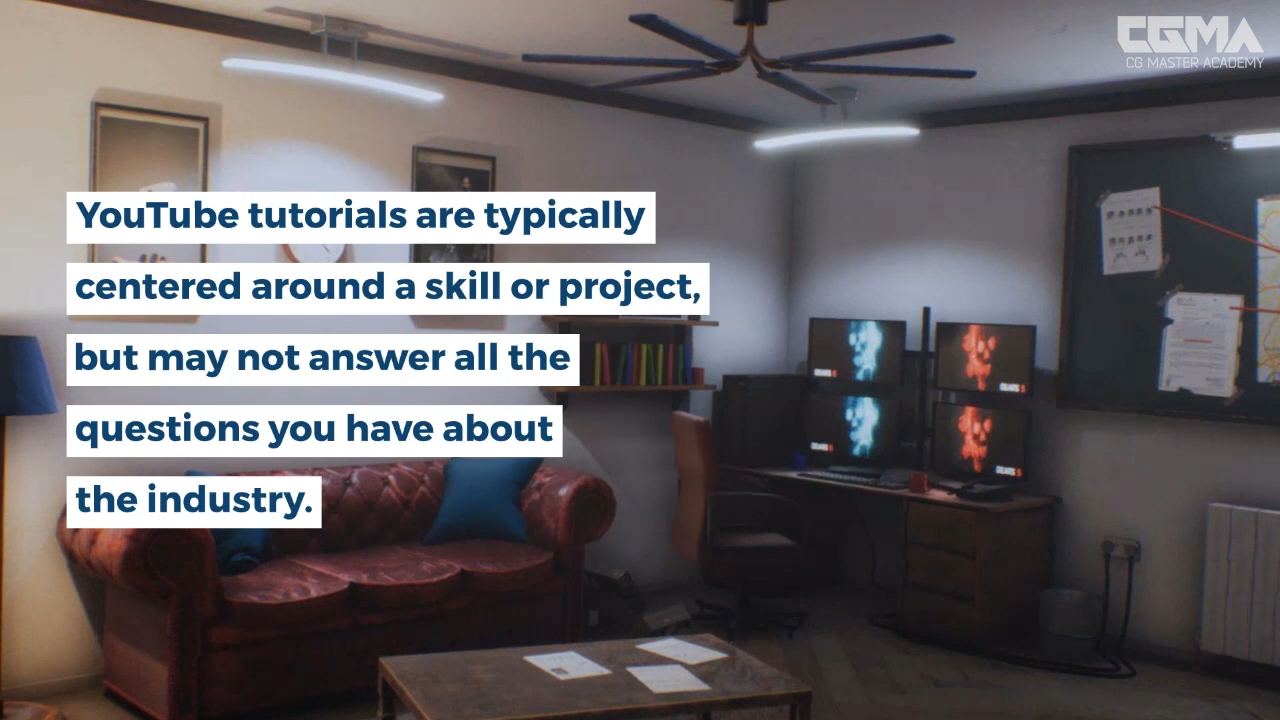 CGMA
CG MASTER ACADEMY
YouTube tutorials are typically
centered around a skill or project,
but may not answer all the
questions you have about
the industry.